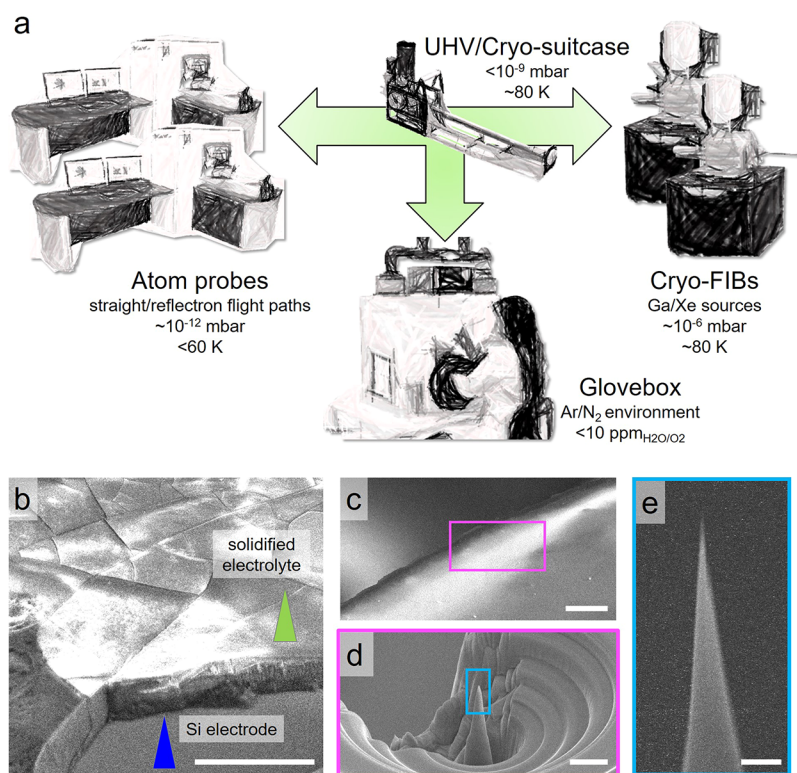 a
UHV/Cryo-suitcase
<10⁻⁹ mbar
~80 K
Atom probes
straight/reflectron flight paths
~10⁻¹² mbar
<60 K
Cryo-FIBs
Ga/Xe sources
~10⁻⁶ mbar
~80 K
Glovebox
Ar/N₂ environment
<10 ppm_H2O/O2
b
solidified
electrolyte
Si electrode
c
d
e